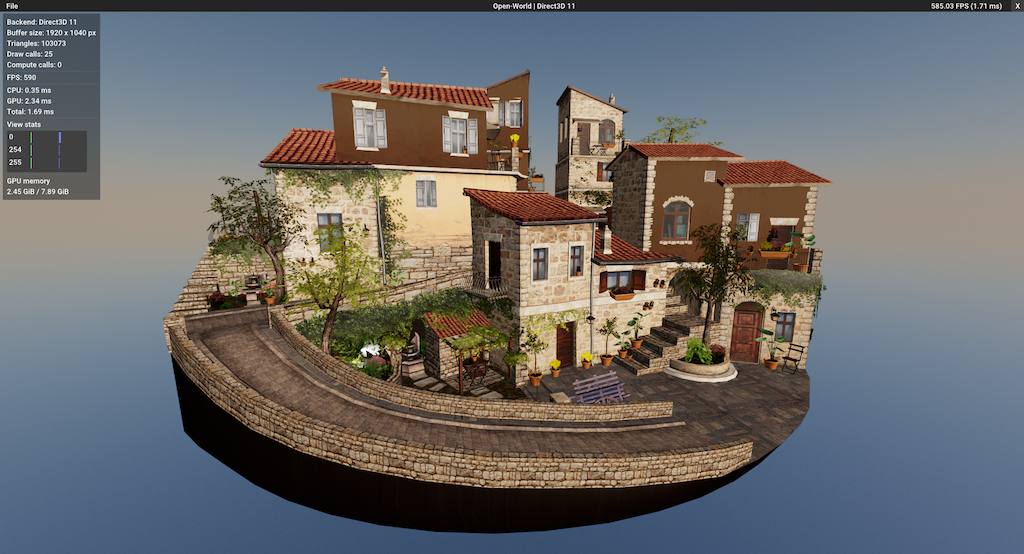 File
Open-World | Direct3D 11
585.03 FPS (1.71 ms)
X
Backend: Direct3D 11
Buffer size: 1920 x 1040 px
Triangles: 103073
Draw calls: 25
Compute calls: 0
FPS: 590
CPU: 0.35 ms
GPU: 2.34 ms
Total: 1.69 ms
View stats
0
254
255
GPU memory
2.45 GiB / 7.89 GiB